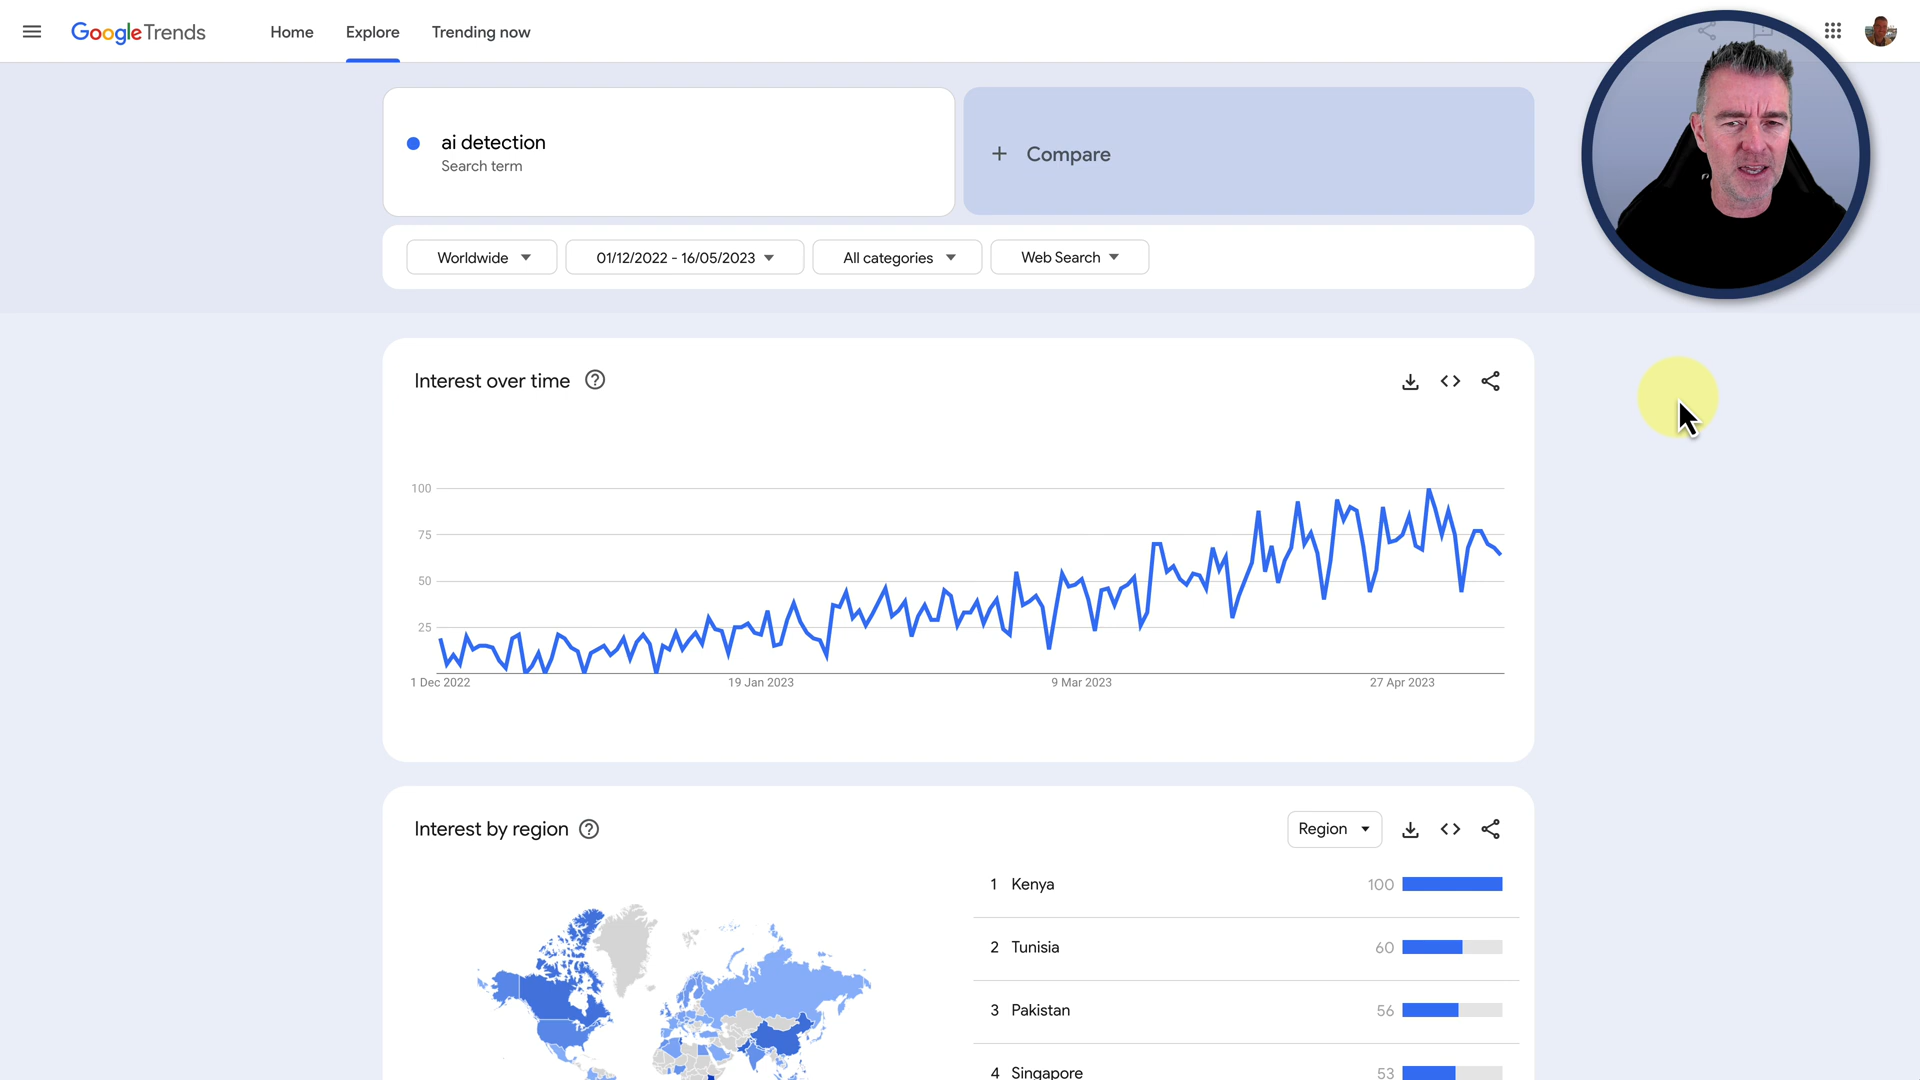 Google Trends
Home
Explore
Trending now
ai detection
Search term
+ Compare
Worldwide
01/12/2022 - 16/05/2023
All categories
Web Search
Interest over time
100
75
50
25
1 Dec 2022
19 Jan 2023
9 Mar 2023
27 Apr 2023
Interest by region
Region
1 Kenya 100
2 Tunisia 60
3 Pakistan 56
4 Singapore 53